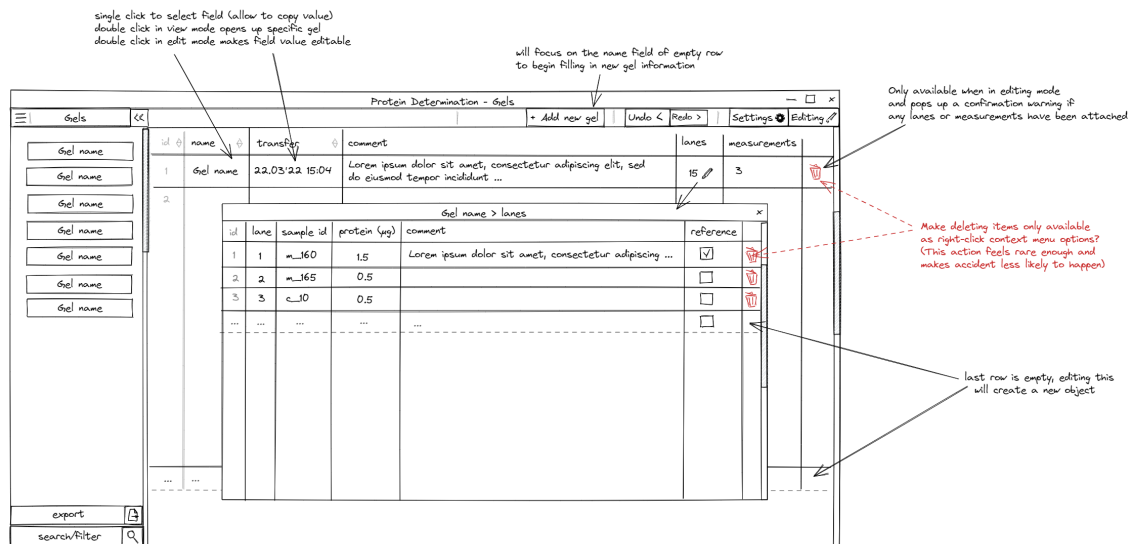 single click to select field (allow to copy value)
double click in view mode opens up specific gel
double click in edit mode makes field value editable
will focus on the name field of empty row
to begin filling in new gel information
Only available when in editing mode
and pops up a confirmation warning if
any lanes or measurements have been attached
Protein Determination - Gels
Gels <<
+ Add new gel Undo < Redo > Settings Editing
Gel name
Gel name
Gel name
Gel name
Gel name
Gel name
Gel name
export
search/filter
id name transfer comment lanes measurements
1 Gel name 22.03'22 15:04 Lorem ipsum dolor sit amet, consectetur adipiscing elit, sed
do eiusmod tempor incididunt ... 15 3
2
... ...
Gel name > lanes ×
id lane sample id protein (µg) comment reference
1 1 m_160 1.5 Lorem ipsum dolor sit amet, consectetur adipiscing ...
2 2 m_165 0.5
3 3 c_10 0.5
... ... ... ... ...
Make deleting items only available
as right-click context menu options?
(This action feels rare enough and
makes accident less likely to happen)
last row is empty, editing this
will create a new object